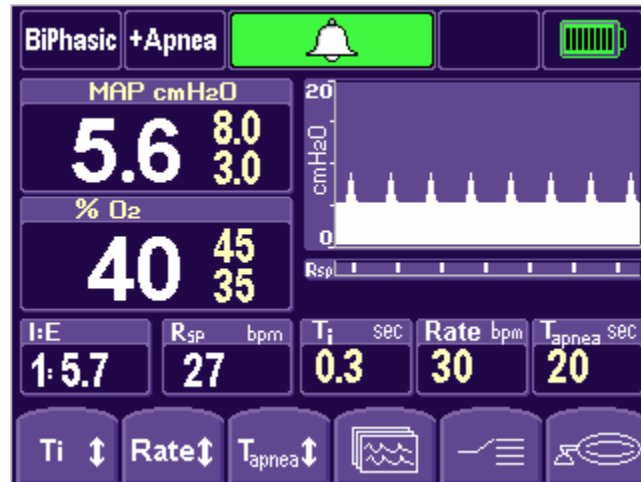 BiPhasic +Apnea
MAP cmH2O
5.6 8.0
3.0
20
cmH2O
0
% O2
40 45
35
Rsp
I:E
1:5.7
RSP bpm
27
Ti sec
0.3
Rate bpm
30
Tapnea sec
20
Ti Rate Tapnea